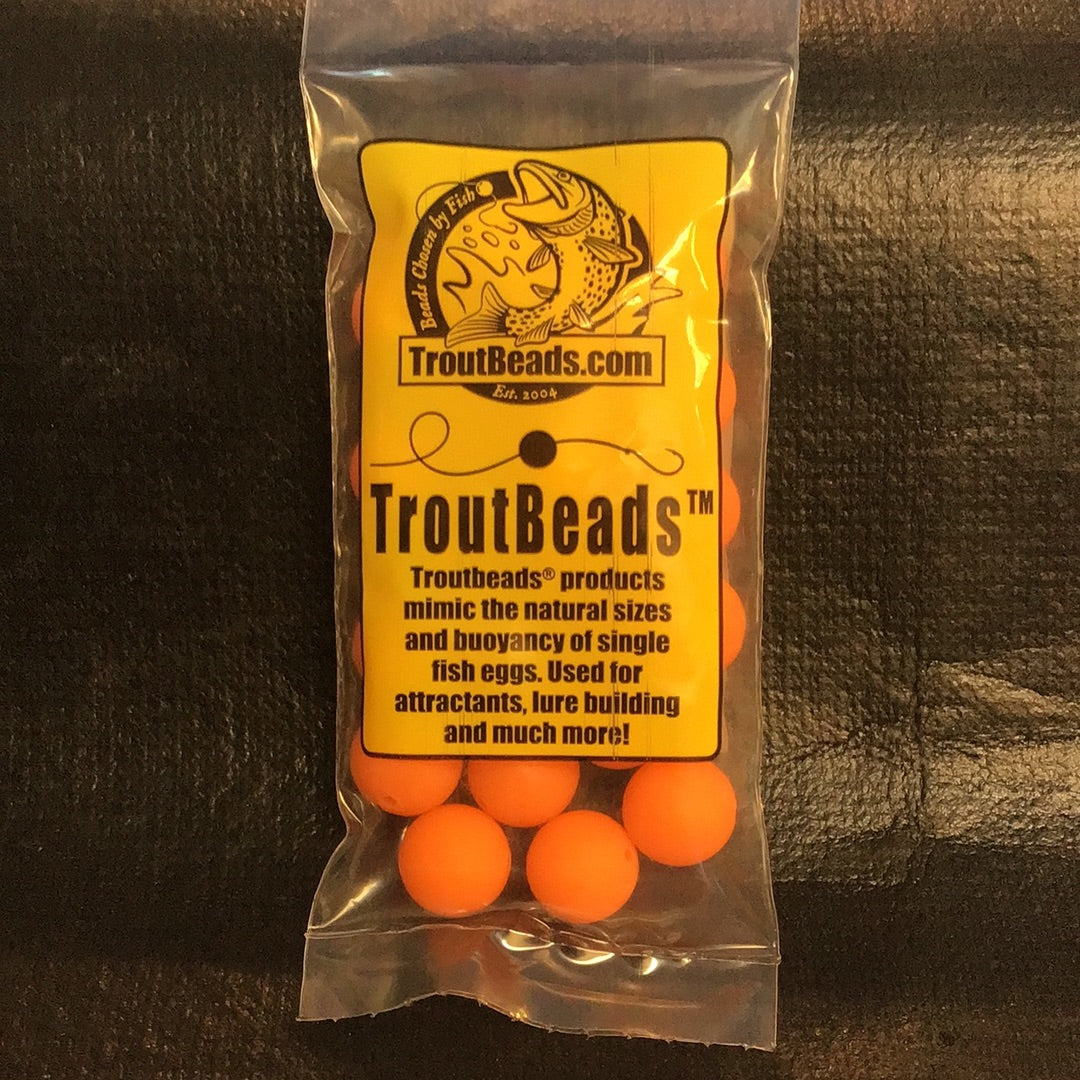 Beads Chosen by Fish
TroutBeads.com
Est. 2004
TroutBeads™
Troutbeads® products
mimic the natural sizes
and buoyancy of single
fish eggs. Used for
attractants, lure building
and much more!